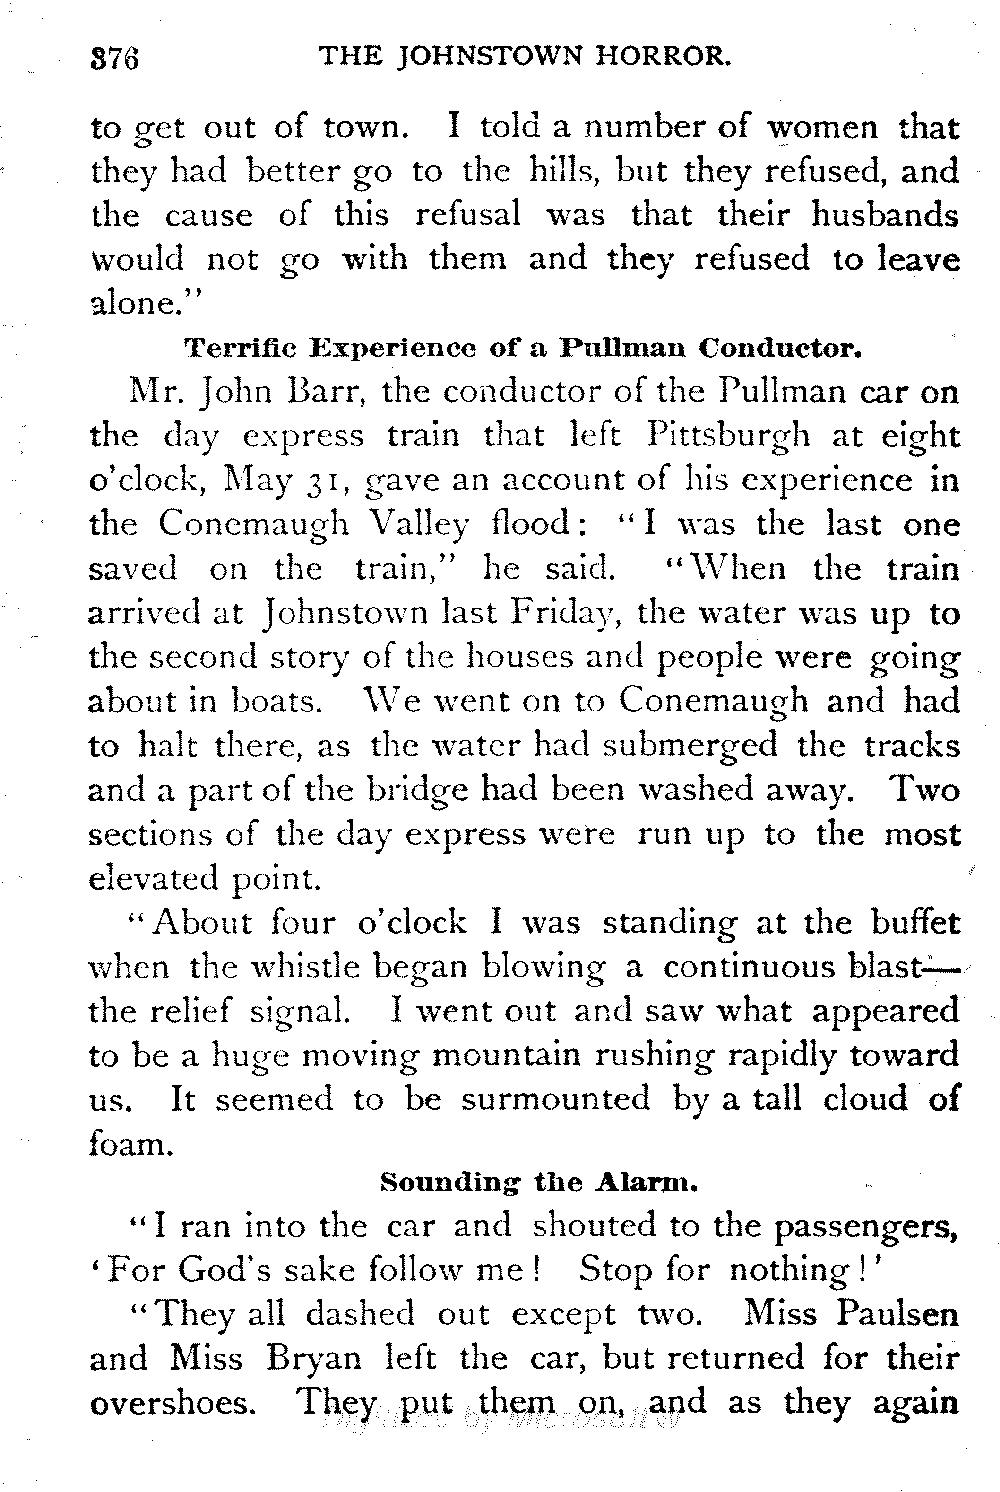 376 THE JOHNSTOWN HORROR.
to get out of town. I told a number of women that
they had better go to the hills, but they refused, and
the cause of this refusal was that their husbands
would not go with them and they refused to leave
alone."
Terrific Experience of a Pullman Conductor.
Mr. John Barr, the conductor of the Pullman car on
the day express train that left Pittsburgh at eight
o'clock, May 31, gave an account of his experience in
the Conemaugh Valley flood: "I was the last one
saved on the train," he said. "When the train
arrived at Johnstown last Friday, the water was up to
the second story of the houses and people were going
about in boats. We went on to Conemaugh and had
to halt there, as the water had submerged the tracks
and a part of the bridge had been washed away. Two
sections of the day express were run up to the most
elevated point.
"About four o'clock I was standing at the buffet
when the whistle began blowing a continuous blast—
the relief signal. I went out and saw what appeared
to be a huge moving mountain rushing rapidly toward
us. It seemed to be surmounted by a tall cloud of
foam.
Sounding the Alarm.
"I ran into the car and shouted to the passengers,
'For God's sake follow me! Stop for nothing!'
"They all dashed out except two. Miss Paulsen
and Miss Bryan left the car, but returned for their
overshoes. They put them on, and as they again
Digitized by Microsoft®